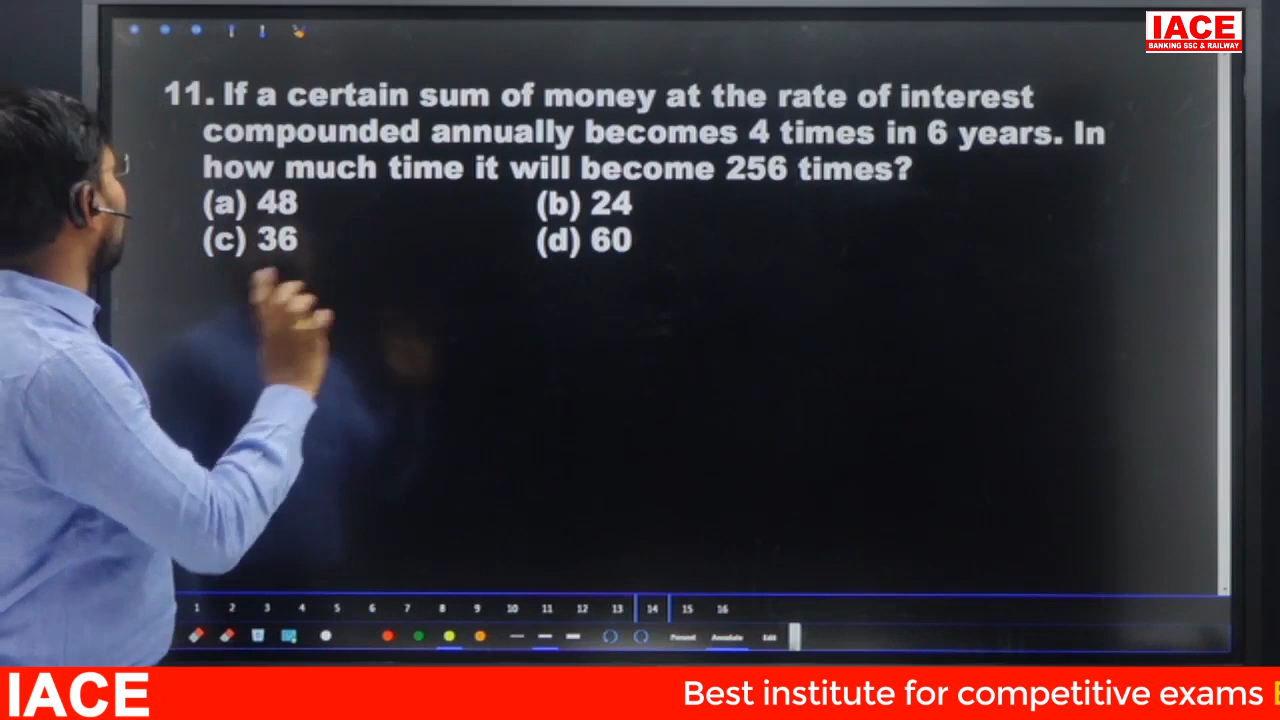 IACE
BANKING SSC & RAILWAY
11. If a certain sum of money at the rate of interest
compounded annually becomes 4 times in 6 years. In
how much time it will become 256 times?
(a) 48 (b) 24
(c) 36 (d) 60
1 2 3 4 5 6 7 8 9 10 11 12 13 14 15 16
Present Annotate Edit
IACE
Best institute for competitive exams